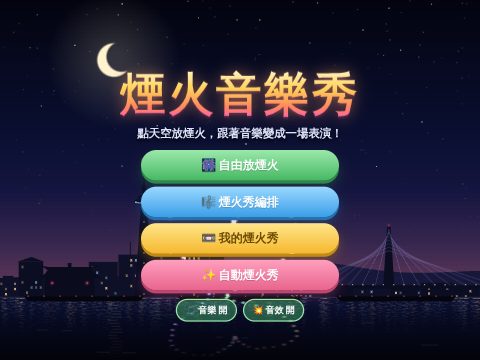 煙火音樂秀
點天空放煙火，跟著音樂變成一場表演！
🎆 自由放煙火
🎼 煙火秀編排
📼 我的煙火秀
✨ 自動煙火秀
🎵 音樂 開
💥 音效 開